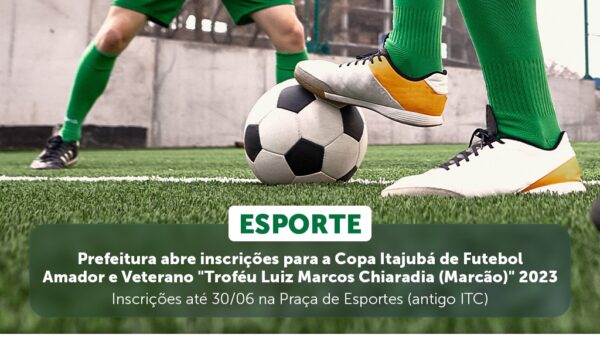 ESPORTE
Prefeitura abre inscrições para a Copa Itajubá de Futebol
Amador e Veterano "Troféu Luiz Marcos Chiaradia (Marcão)" 2023
Inscrições até 30/06 na Praça de Esportes (antigo ITC)